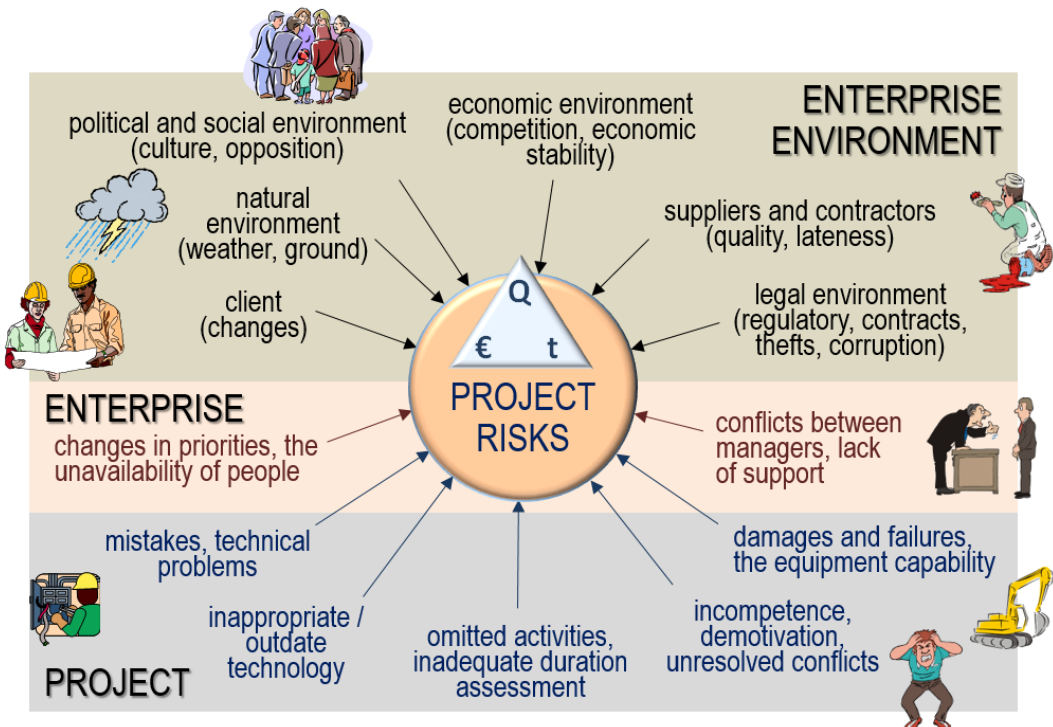 political and social environment
(culture, opposition)
economic environment
(competition, economic
stability)
ENTERPRISE
ENVIRONMENT
natural
environment
(weather, ground)
suppliers and contractors
(quality, lateness)
client
(changes)
legal environment
(regulatory, contracts,
thefts, corruption)
Q
€ t
PROJECT
RISKS
ENTERPRISE
changes in priorities, the
unavailability of people
conflicts between
managers, lack
of support
mistakes, technical
problems
damages and failures,
the equipment capability
inappropriate /
outdate
technology
omitted activities,
inadequate duration
assessment
incompetence,
demotivation,
unresolved conflicts
PROJECT